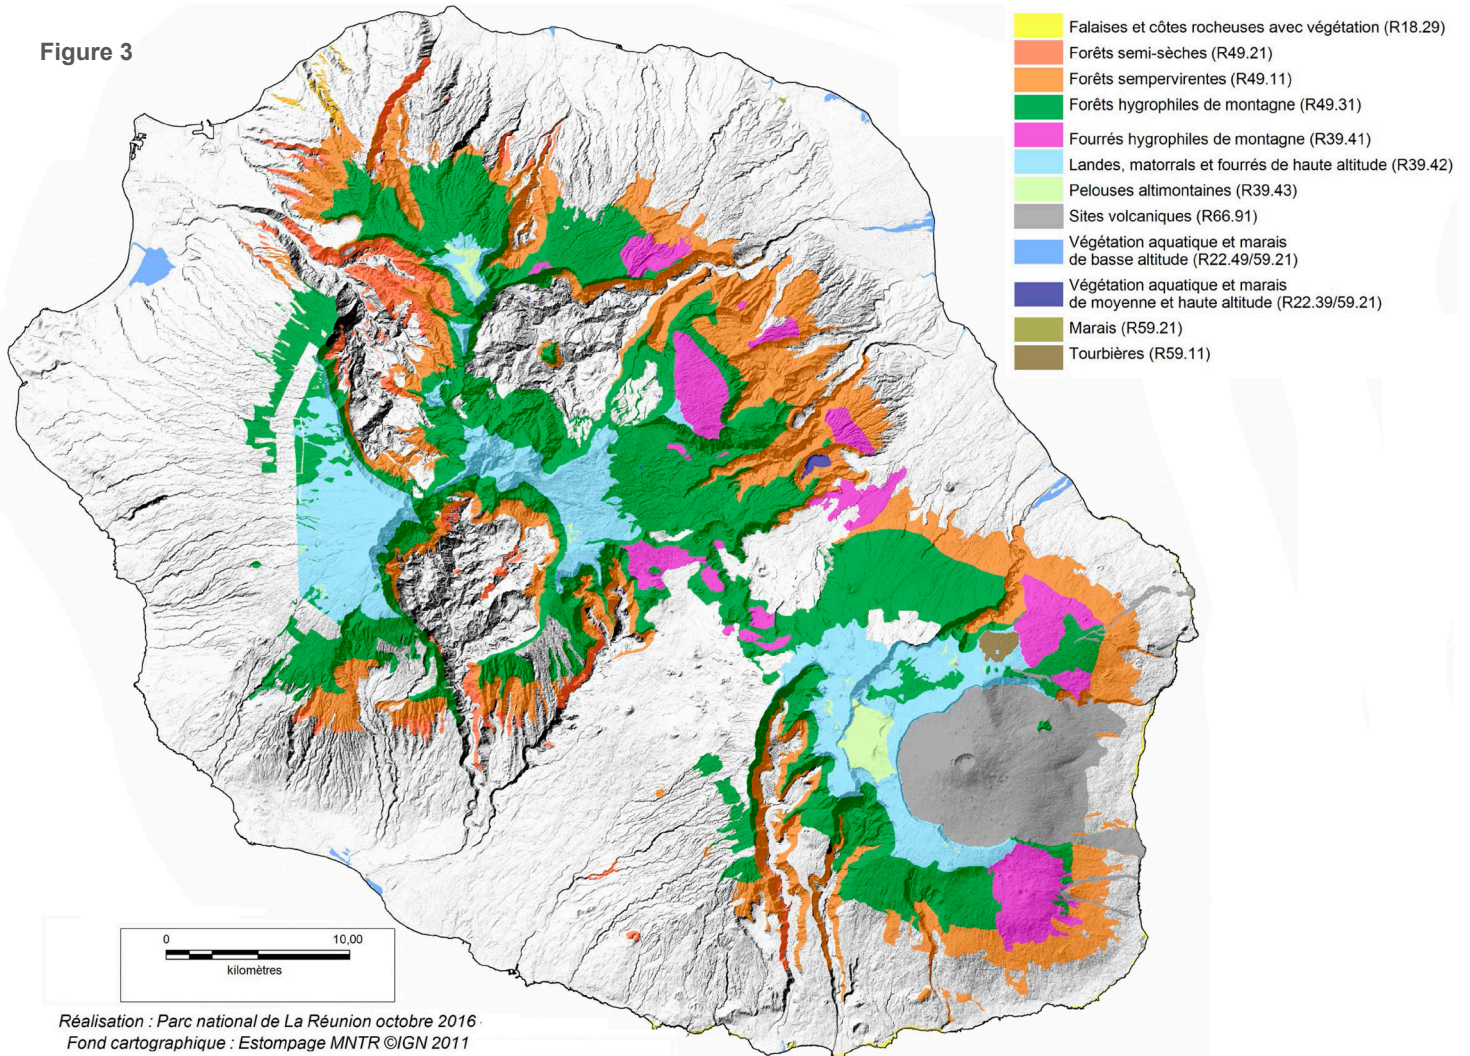 Figure 3
Falaises et côtes rocheuses avec végétation (R18.29)
Forêts semi-sèches (R49.21)
Forêts sempervirentes (R49.11)
Forêts hygrophiles de montagne (R49.31)
Fourrés hygrophiles de montagne (R39.41)
Landes, matorrals et fourrés de haute altitude (R39.42)
Pelouses altimontaines (R39.43)
Sites volcaniques (R66.91)
Végétation aquatique et marais
de basse altitude (R22.49/59.21)
Végétation aquatique et marais
de moyenne et haute altitude (R22.39/59.21)
Marais (R59.21)
Tourbières (R59.11)
0 10,00
kilomètres
Réalisation : Parc national de La Réunion octobre 2016
Fond cartographique : Estompage MNTR ©IGN 2011